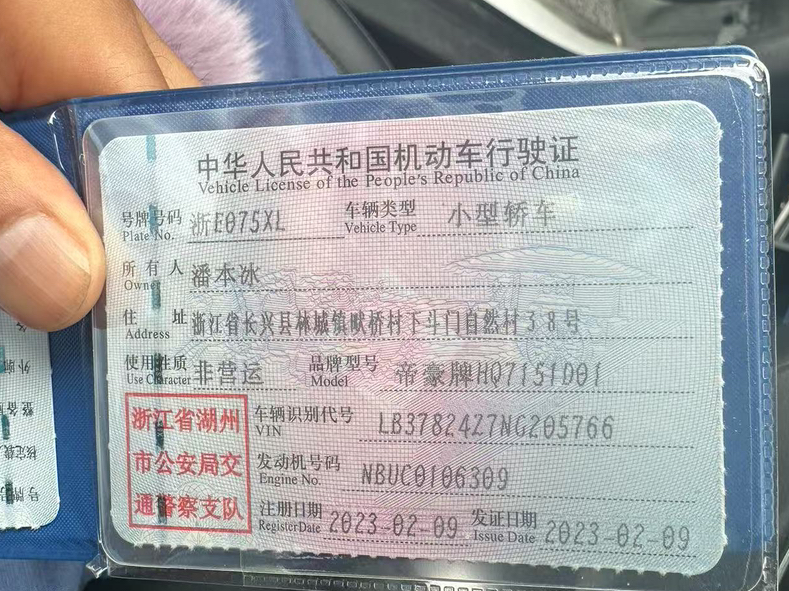 中华人民共和国机动车行驶证
Vehicle License of the People's Republic of China
号牌号码 浙E075XL 车辆类型 小型轿车
Plate No. Vehicle Type
所有人 潘本冰
Owner
住址 浙江省长兴县林城镇畎桥村下斗门自然村38号
Address
使用性质 非营运 品牌型号 帝豪牌HQ7151D01
Use Character Model
浙江省湖州
市公安局交
通警察支队
车辆识别代号 LB37824Z7NG205766
VIN
发动机号码 NBUC0106309
Engine No.
注册日期 2023-02-09 发证日期 2023-02-09
Register Date Issue Date